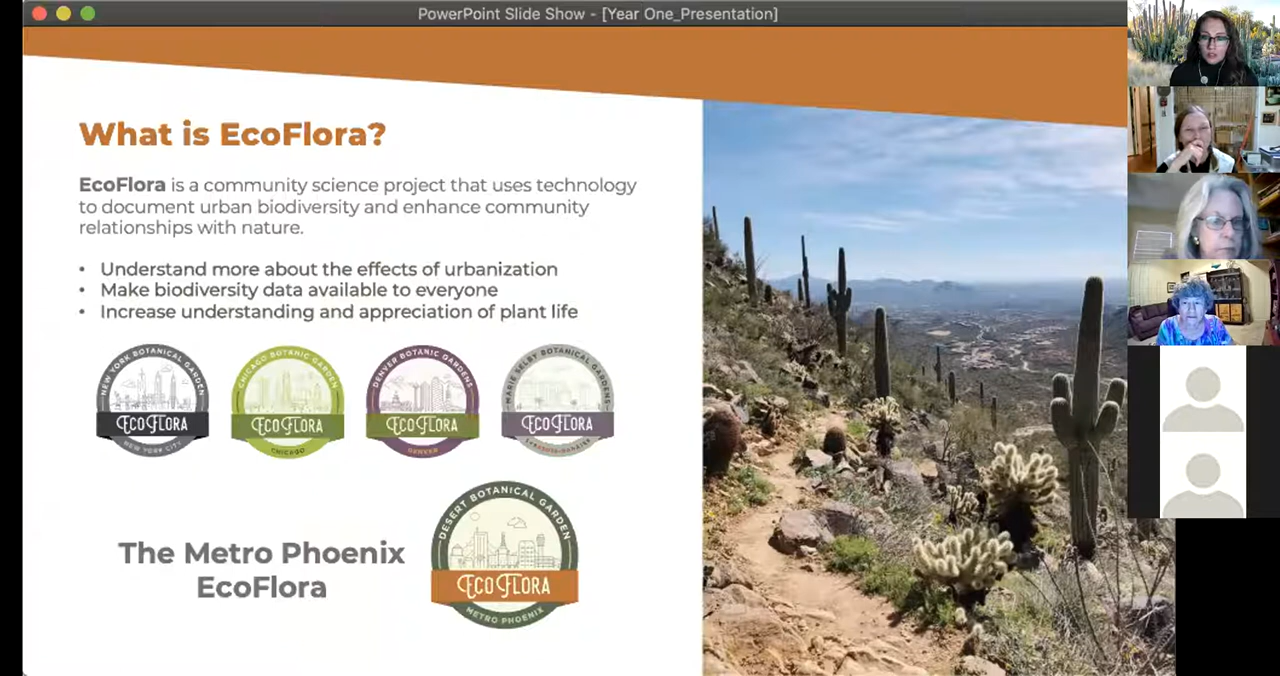 PowerPoint Slide Show - [Year One_Presentation]
What is EcoFlora?
EcoFlora is a community science project that uses technology
to document urban biodiversity and enhance community
relationships with nature.
• Understand more about the effects of urbanization
• Make biodiversity data available to everyone
• Increase understanding and appreciation of plant life
NEW YORK BOTANICAL GARDEN
ECOFLORA
NEW YORK CITY
CHICAGO BOTANIC GARDEN
ECOFLORA
CHICAGO
DENVER BOTANIC GARDENS
ECOFLORA
DENVER
MARIE SELBY BOTANICAL GARDENS
ECOFLORA
SARASOTA-MANATEE
The Metro Phoenix
EcoFlora
DESERT BOTANICAL GARDEN
ECOFLORA
METRO PHOENIX